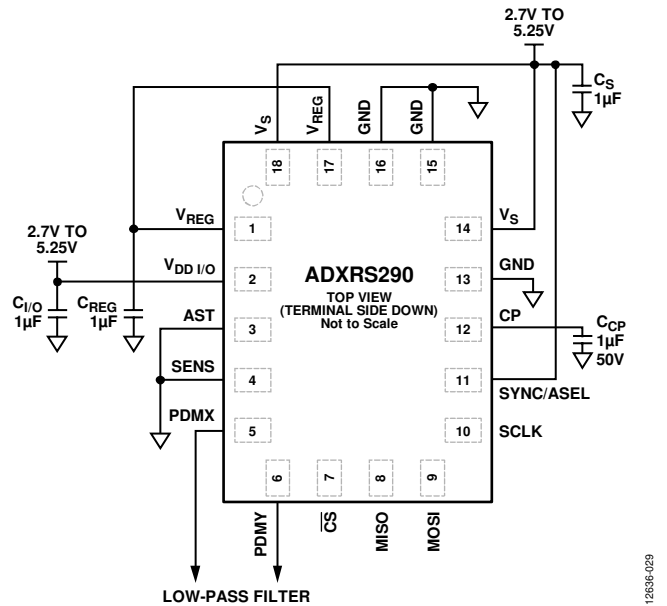 2.7V TO
5.25V
CS
1µF
VS
VREG
GND
GND
18
17
16
15
VREG
1
14
VS
2.7V TO
5.25V
VDD I/O
2
ADXRS290
TOP VIEW
(TERMINAL SIDE DOWN)
Not to Scale
13
GND
CI/O
1µF
CREG
1µF
AST
3
12
CP
CCP
1µF
50V
SENS
4
11
SYNC/ASEL
PDMX
5
10
SCLK
6
7
8
9
PDMY
CS
MISO
MOSI
LOW-PASS FILTER
12636-029